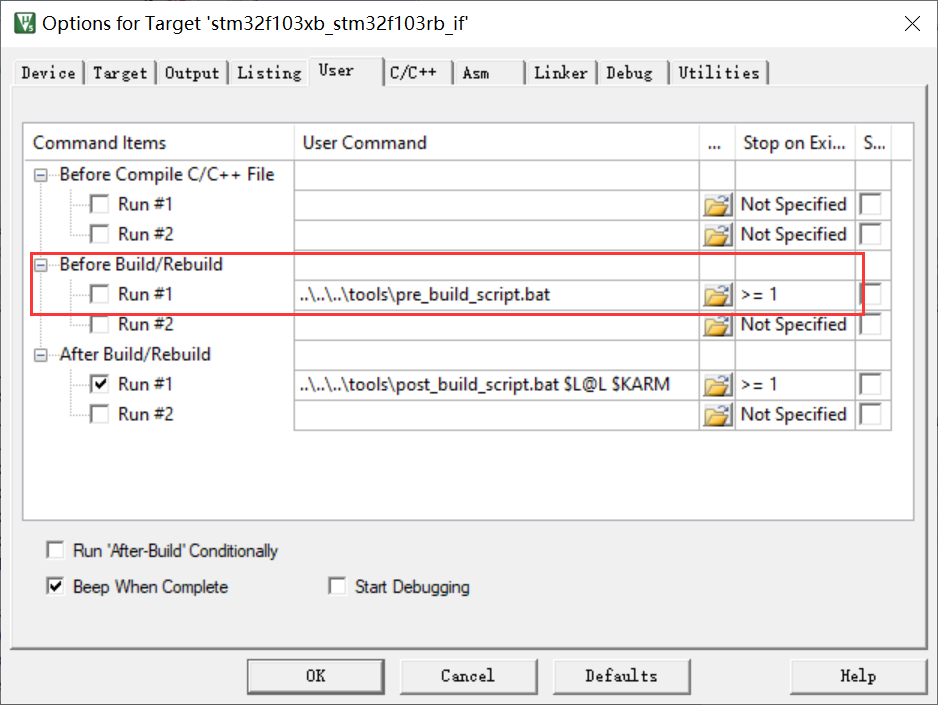 Options for Target 'stm32f103xb_stm32f103rb_if'
Device Target Output Listing User C/C++ Asm Linker Debug Utilities
Command Items User Command ... Stop on Exi... S...
Before Compile C/C++ File
Run #1 Not Specified
Run #2 Not Specified
Before Build/Rebuild
Run #1 ..\..\..\tools\pre_build_script.bat >= 1
Run #2 Not Specified
After Build/Rebuild
Run #1 ..\..\..\tools\post_build_script.bat $L@L $KARM >= 1
Run #2 Not Specified
Run 'After-Build' Conditionally
Beep When Complete Start Debugging
OK Cancel Defaults Help